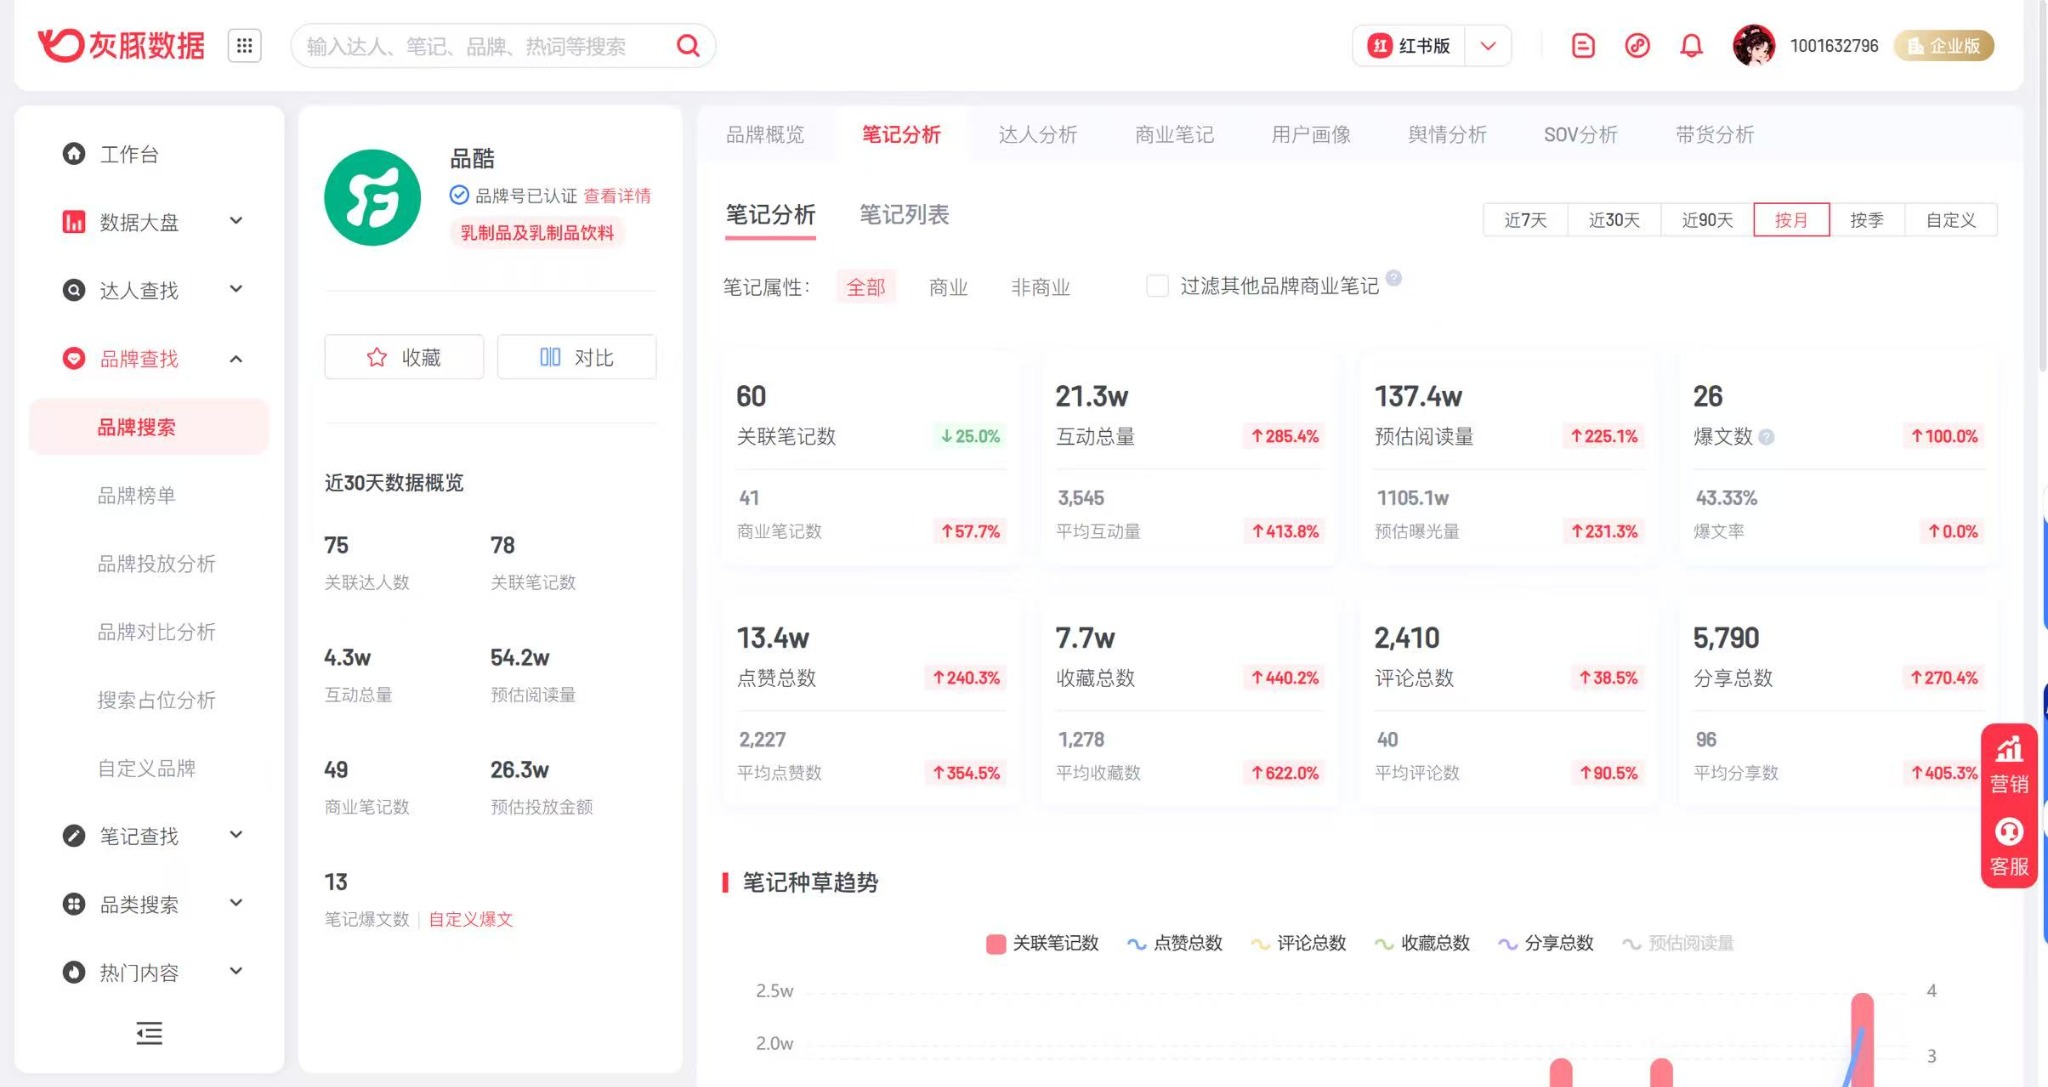 灰豚数据
输入达人、笔记、品牌、热词等搜索
红 红书版
1001632796
企业版
工作台
数据大盘
达人查找
品牌查找
品牌搜索
品牌榜单
品牌投放分析
品牌对比分析
搜索占位分析
自定义品牌
笔记查找
品类搜索
热门内容
品酷
品牌号已认证 查看详情
乳制品及乳制品饮料
收藏 对比
近30天数据概览
75 78
关联达人数 关联笔记数
4.3w 54.2w
互动总量 预估阅读量
49 26.3w
商业笔记数 预估投放金额
13
笔记爆文数 | 自定义爆文
品牌概览 笔记分析 达人分析 商业笔记 用户画像 舆情分析 SOV分析 带货分析
笔记分析 笔记列表
近7天 近30天 近90天 按月 按季 自定义
笔记属性: 全部 商业 非商业 过滤其他品牌商业笔记 ?
60 21.3w 137.4w 26
关联笔记数 ↓25.0% 互动总量 ↑285.4% 预估阅读量 ↑225.1% 爆文数 ? ↑100.0%
41 3,545 1105.1w 43.33%
商业笔记数 ↑57.7% 平均互动量 ↑413.8% 预估曝光量 ↑231.3% 爆文率 ↑0.0%
13.4w 7.7w 2,410 5,790
点赞总数 ↑240.3% 收藏总数 ↑440.2% 评论总数 ↑38.5% 分享总数 ↑270.4%
2,227 1,278 40 96
平均点赞数 ↑354.5% 平均收藏数 ↑622.0% 平均评论数 ↑90.5% 平均分享数 ↑405.3%
营销
客服
笔记种草趋势
关联笔记数 点赞总数 评论总数 收藏总数 分享总数 预估阅读量
2.5w 4
2.0w 3